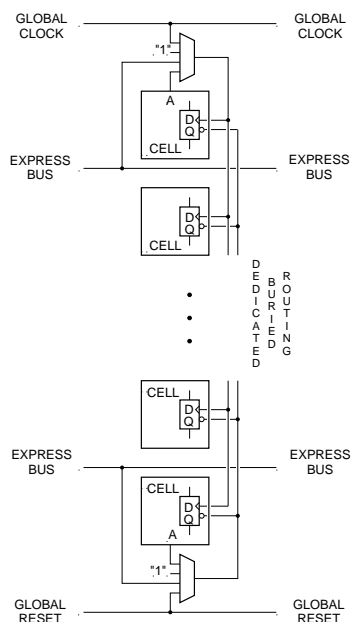 GLOBAL
CLOCK
GLOBAL
CLOCK
"1"
A
D
Q
CELL
EXPRESS
BUS
EXPRESS
BUS
D
Q
CELL
DEDICATED
BURIED
ROUTING
CELL
D
Q
EXPRESS
BUS
EXPRESS
BUS
CELL
D
Q
A
"1"
GLOBAL
RESET
GLOBAL
RESET